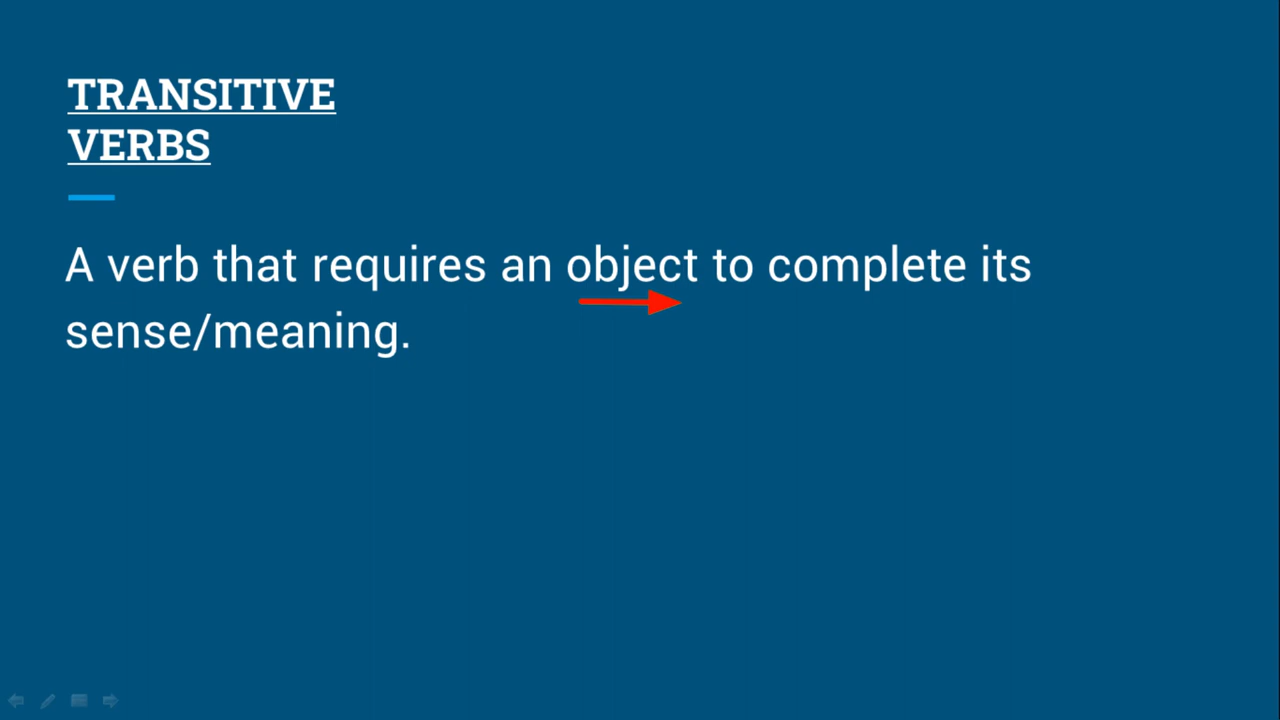 TRANSITIVE
VERBS
A verb that requires an object to complete its
sense/meaning.